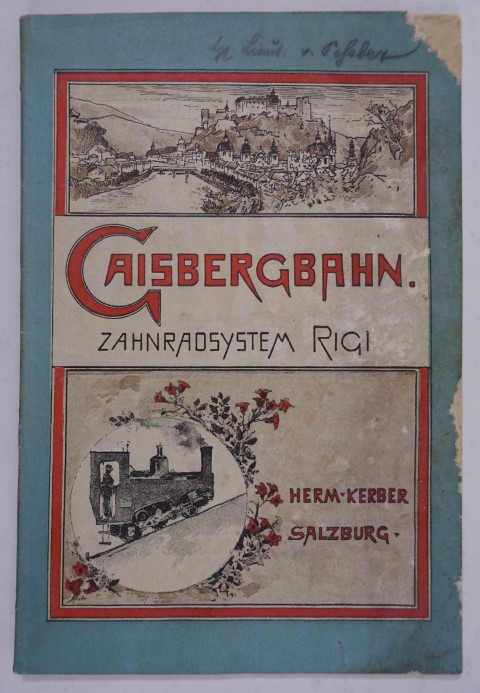 GAISBERGBAHN.
ZAHNRADSYSTEM RIGI
HERM·KERBER
SALZBURG·